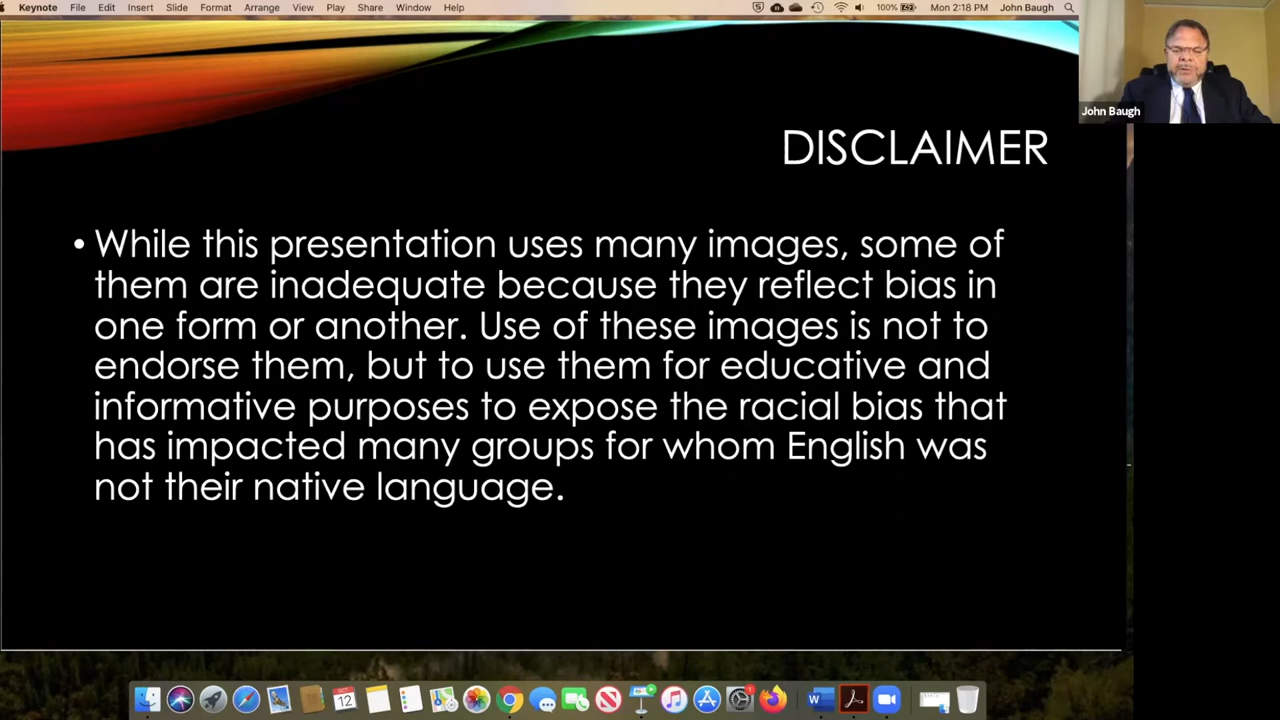 Keynote File Edit Insert Slide Format Arrange View Play Share Window Help 100% Mon 2:18 PM John Baugh
John Baugh
DISCLAIMER
• While this presentation uses many images, some of
them are inadequate because they reflect bias in
one form or another. Use of these images is not to
endorse them, but to use them for educative and
informative purposes to expose the racial bias that
has impacted many groups for whom English was
not their native language.
OCT
12